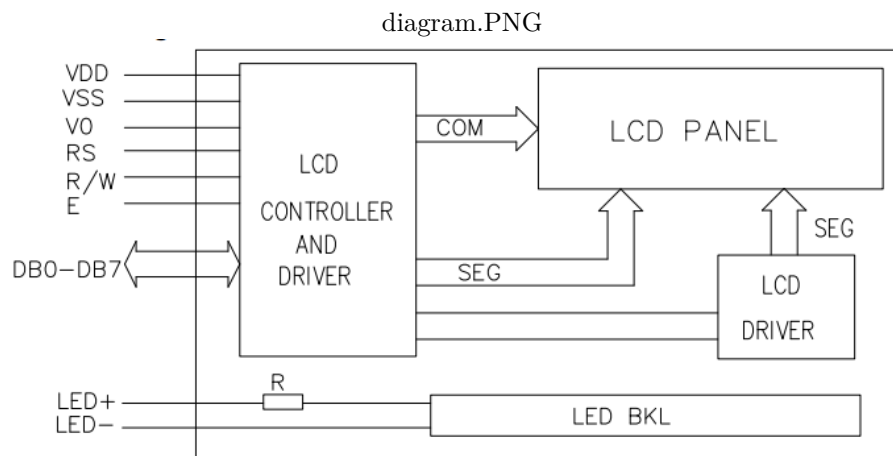 diagram.PNG
VDD
VSS
V0
RS
R/W
E
DB0-DB7
LED+
LED-
LCD
CONTROLLER
AND
DRIVER
COM
SEG
LCD PANEL
SEG
LCD
DRIVER
R
LED BKL